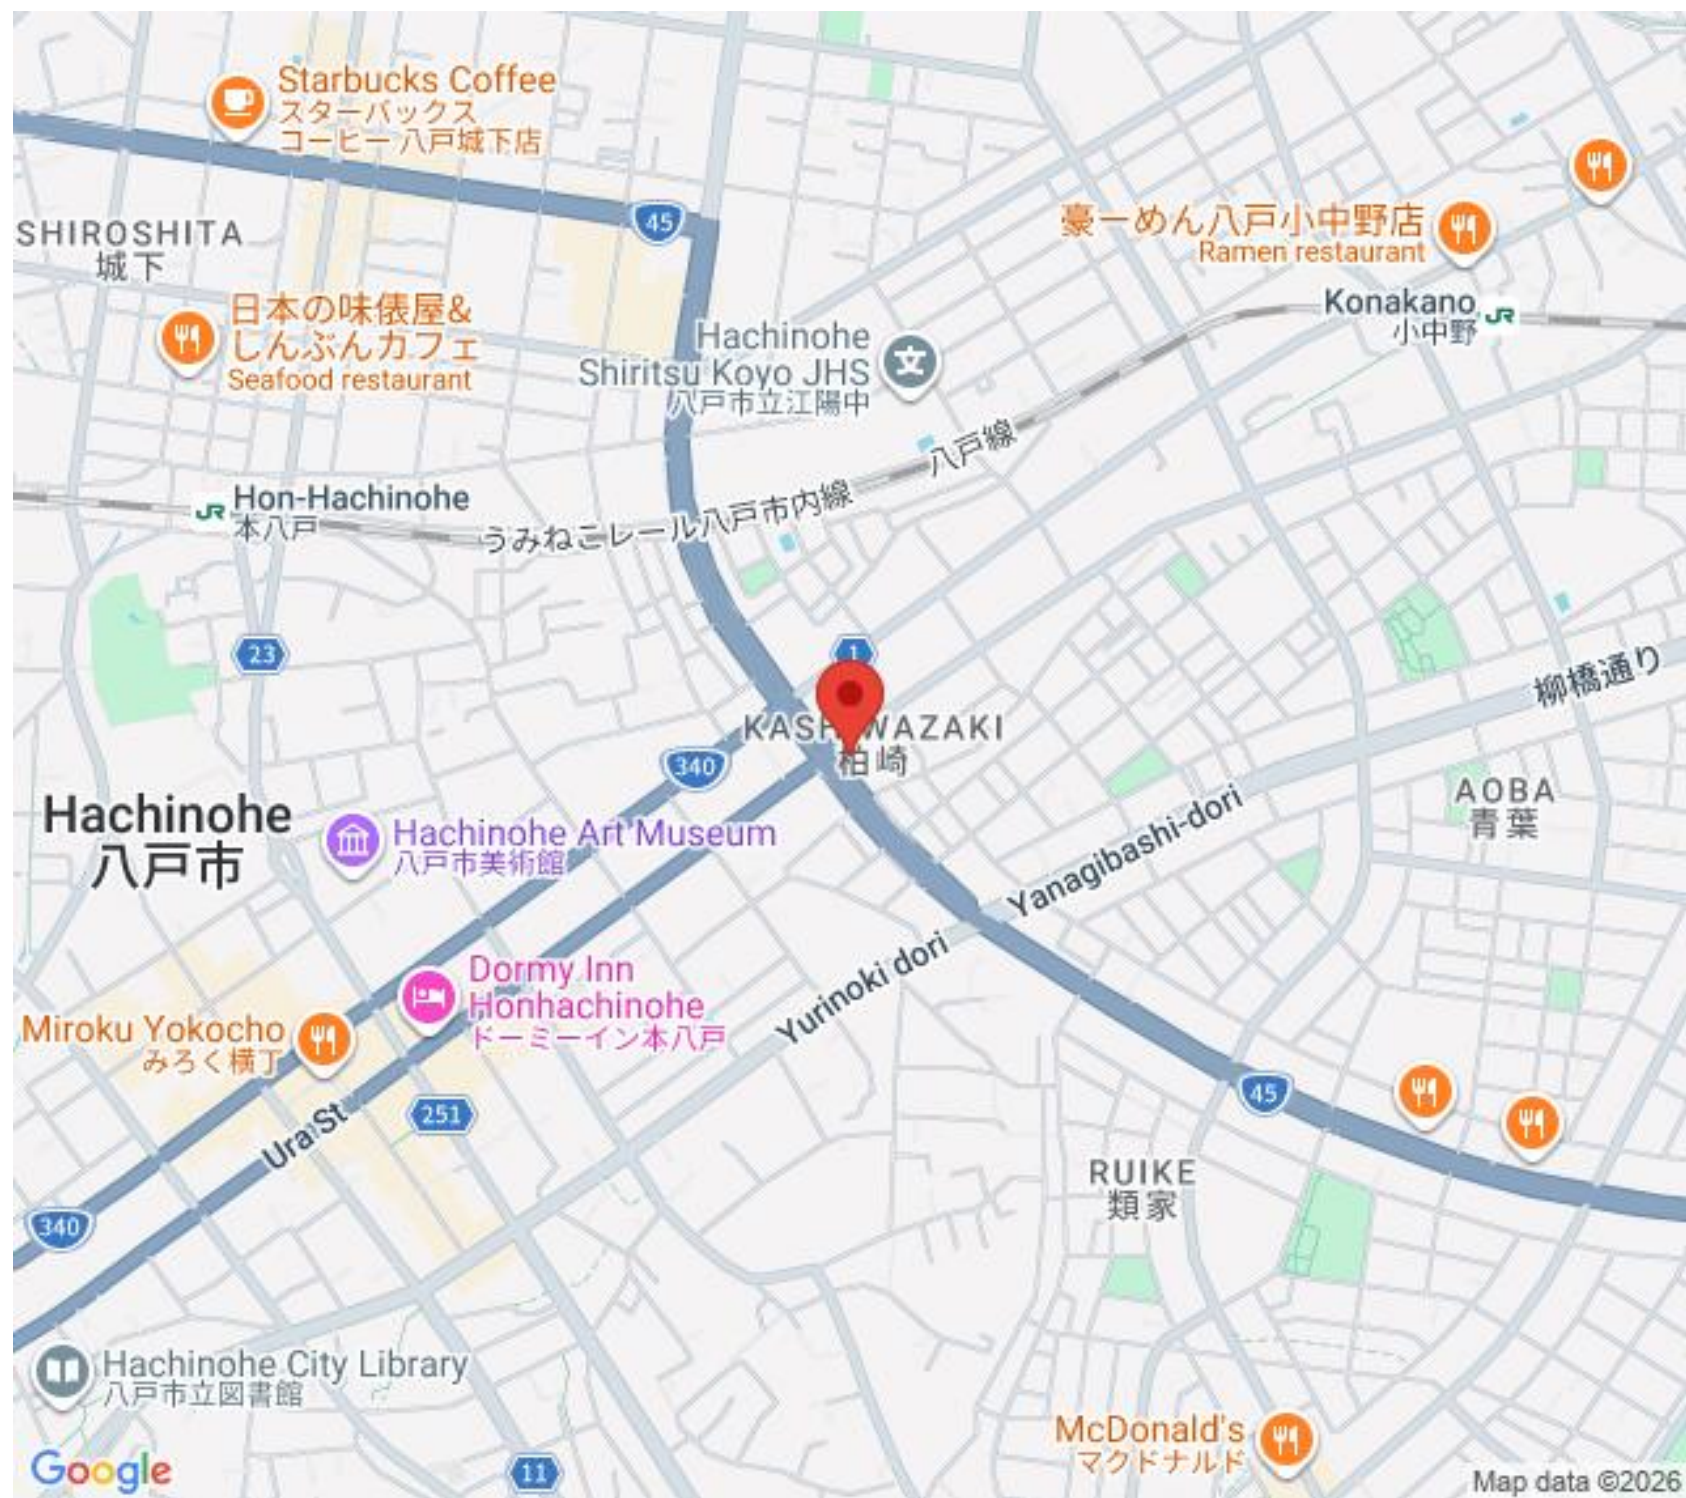 Starbucks Coffee
スターバックス
コーヒー 八戸城下店
45
SHIROSHITA
城下
豪ーめん八戸小中野店
Ramen restaurant
日本の味俵屋&
しんぶんカフェ
Seafood restaurant
Konakano
小中野
JR
Hachinohe
Shiritsu Koyo JHS
八戸市立江陽中
文
八戸線
JR
Hon-Hachinohe
本八戸
うみねこレール八戸市内線
23
1
柳橋通り
KASHIWAZAKI
柏崎
340
AOBA
青葉
Hachinohe
八戸市
Hachinohe Art Museum
八戸市美術館
Yanagibashi-dori
Yurinoki dori
Dormy Inn
Honhachinohe
ドーミーイン本八戸
Miroku Yokocho
みろく横丁
251
Ura St
45
RUIKE
類家
340
Hachinohe City Library
八戸市立図書館
McDonald's
マクドナルド
11
Google
Map data ©2026